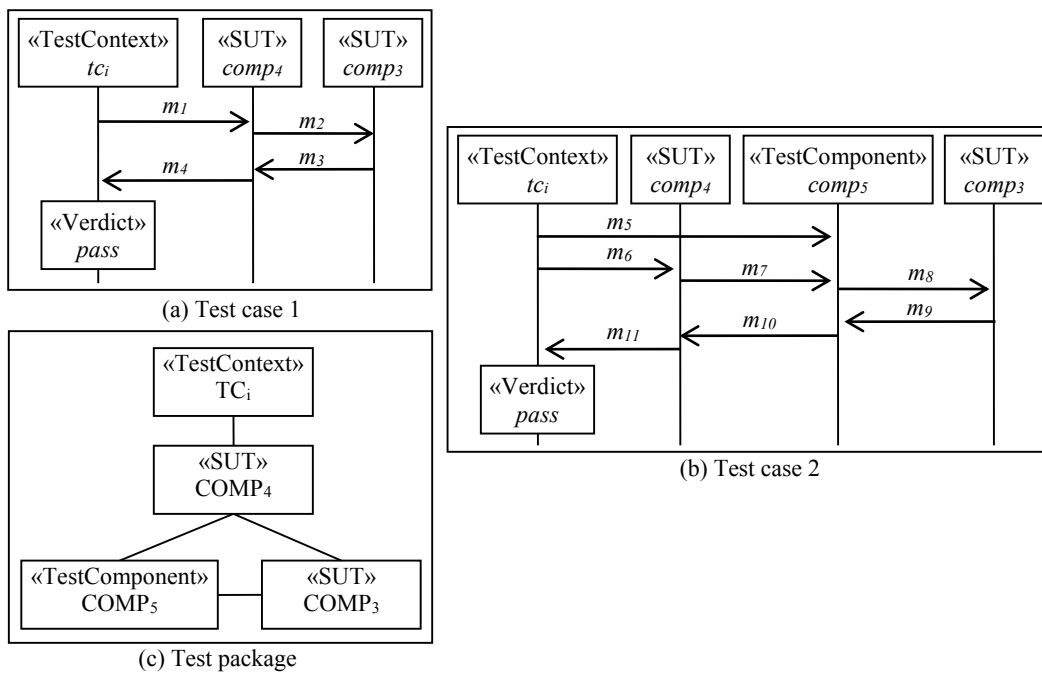 «TestContext»
tcᵢ
«SUT»
comp₄
«SUT»
comp₃
m₁
m₂
m₃
m₄
«Verdict»
pass
(a) Test case 1
«TestContext»
tcᵢ
«SUT»
comp₄
«TestComponent»
comp₅
«SUT»
comp₃
m₅
m₆
m₇
m₈
m₉
m₁₀
m₁₁
«Verdict»
pass
(b) Test case 2
«TestContext»
TCᵢ
«SUT»
COMP₄
«TestComponent»
COMP₅
«SUT»
COMP₃
(c) Test package